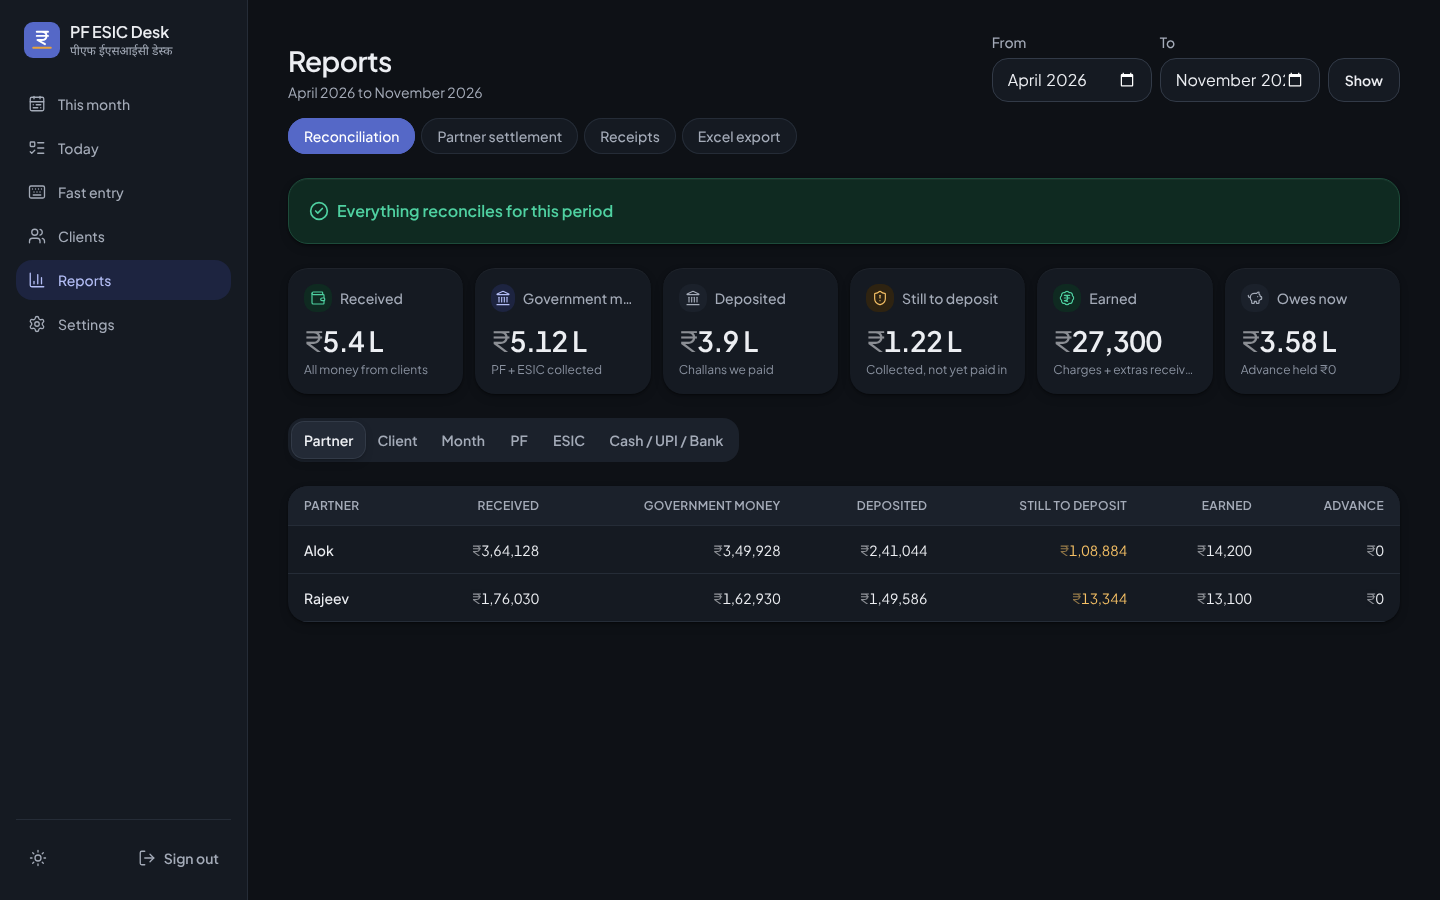 PF ESIC Desk
पीएफ ईएसआईसी डेस्क
This month
Today
Fast entry
Clients
Reports
Settings
Sign out
Reports
April 2026 to November 2026
From
To
April 2026
November 202
Show
Reconciliation
Partner settlement
Receipts
Excel export
Everything reconciles for this period
Received
₹5.4 L
All money from clients
Government m...
₹5.12 L
PF + ESIC collected
Deposited
₹3.9 L
Challans we paid
Still to deposit
₹1.22 L
Collected, not yet paid in
Earned
₹27,300
Charges + extras receiv...
Owes now
₹3.58 L
Advance held ₹0
Partner Client Month PF ESIC Cash / UPI / Bank
PARTNER RECEIVED GOVERNMENT MONEY DEPOSITED STILL TO DEPOSIT EARNED ADVANCE
Alok ₹3,64,128 ₹3,49,928 ₹2,41,044 ₹1,08,884 ₹14,200 ₹0
Rajeev ₹1,76,030 ₹1,62,930 ₹1,49,586 ₹13,344 ₹13,100 ₹0